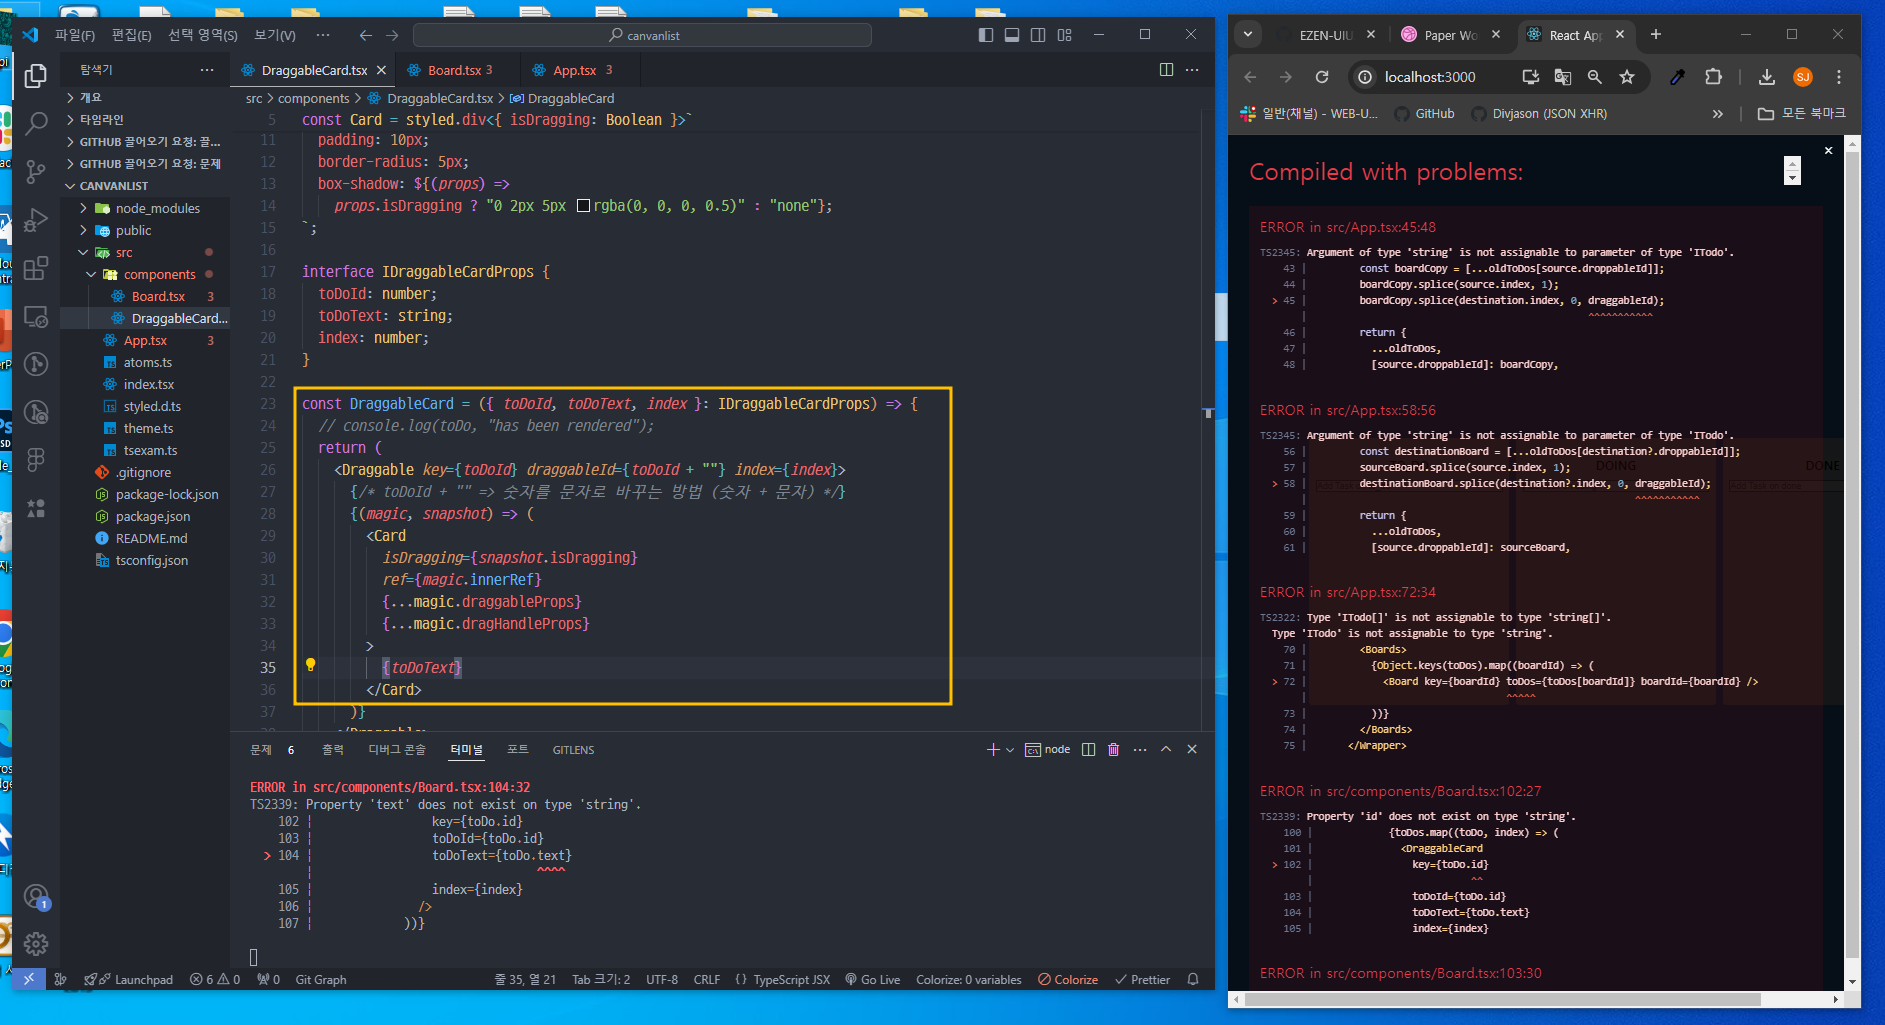 파일(F) 편집(E) 선택 영역(S) 보기(V) ··· canvanlist
탐색기
개요
타임라인
GITHUB 끌어오기 요청: 끌...
GITHUB 끌어오기 요청: 문제
CANVANLIST
node_modules
public
src
components
Board.tsx 3
DraggableCard...
App.tsx 3
atoms.ts
index.tsx
styled.d.ts
theme.ts
tsexam.ts
.gitignore
package-lock.json
package.json
README.md
tsconfig.json
DraggableCard.tsx Board.tsx 3 App.tsx 3
src > components > DraggableCard.tsx > DraggableCard
5 const Card = styled.div<{ isDragging: Boolean }>`
11 padding: 10px;
12 border-radius: 5px;
13 box-shadow: ${(props) =>
14 props.isDragging ? "0 2px 5px rgba(0, 0, 0, 0.5)" : "none"};
15 `;
16
17 interface IDraggableCardProps {
18 toDoId: number;
19 toDoText: string;
20 index: number;
21 }
22
23 const DraggableCard = ({ toDoId, toDoText, index }: IDraggableCardProps) => {
24 // console.log(toDo, "has been rendered");
25 return (
26 <Draggable key={toDoId} draggableId={toDoId + ""} index={index}>
27 {/* toDoId + "" => 숫자를 문자로 바꾸는 방법 (숫자 + 문자) */}
28 {(magic, snapshot) => (
29 <Card
30 isDragging={snapshot.isDragging}
31 ref={magic.innerRef}
32 {...magic.draggableProps}
33 {...magic.dragHandleProps}
34 >
35 {toDoText}
36 </Card>
37 )}
문제 6 출력 디버그 콘솔 터미널 포트 GITLENS
node
ERROR in src/components/Board.tsx:104:32
TS2339: Property 'text' does not exist on type 'string'.
102 | key={toDo.id}
103 | toDoId={toDo.id}
> 104 | toDoText={toDo.text}
| ^^^^
105 | index={index}
106 | />
107 | ))}
Launchpad 6 0 0 Git Graph 줄 35, 열 21 Tab 크기: 2 UTF-8 CRLF {} TypeScript JSX Go Live Colorize: 0 variables Colorize Prettier
1
EZEN-UIU Paper Wo React App
localhost:3000
SJ
일반(채널) - WEB-U... GitHub Divjason (JSON XHR) » 모든 북마크
Compiled with problems:
ERROR in src/App.tsx:45:48
TS2345: Argument of type 'string' is not assignable to parameter of type 'ITodo'.
43 | const boardCopy = [...oldToDos[source.droppableId]];
44 | boardCopy.splice(source.index, 1);
> 45 | boardCopy.splice(destination.index, 0, draggableId);
| ^^^^^^^^^^^
46 | return {
47 | ...oldToDos,
48 | [source.droppableId]: boardCopy,
ERROR in src/App.tsx:58:56
TS2345: Argument of type 'string' is not assignable to parameter of type 'ITodo'.
56 | const destinationBoard = [...oldToDos[destination?.droppableId]];
57 | sourceBoard.splice(source.index, 1);
> 58 | destinationBoard.splice(destination?.index, 0, draggableId);
| ^^^^^^^^^^^
59 | return {
60 | ...oldToDos,
61 | [source.droppableId]: sourceBoard,
DOING
DONE
ERROR in src/App.tsx:72:34
TS2322: Type 'ITodo[]' is not assignable to type 'string[]'.
Type 'ITodo' is not assignable to type 'string'.
70 | <Boards>
71 | {Object.keys(toDos).map((boardId) => (
> 72 | <Board key={boardId} toDos={toDos[boardId]} boardId={boardId} />
| ^^^^^
73 | ))}
74 | </Boards>
75 | </Wrapper>
ERROR in src/components/Board.tsx:102:27
TS2339: Property 'id' does not exist on type 'string'.
100 | {toDos.map((toDo, index) => (
101 | <DraggableCard
> 102 | key={toDo.id}
| ^^
103 | toDoId={toDo.id}
104 | toDoText={toDo.text}
105 | index={index}
ERROR in src/components/Board.tsx:103:30